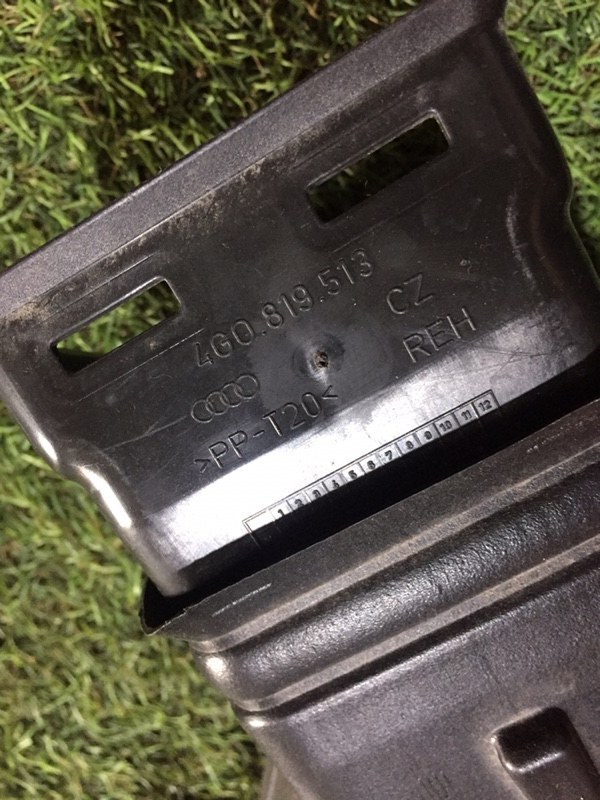 4G0.819.513
CZ
REH
>PP-T20<
1 2 3 4 5 6 7 8 9 10 11 12